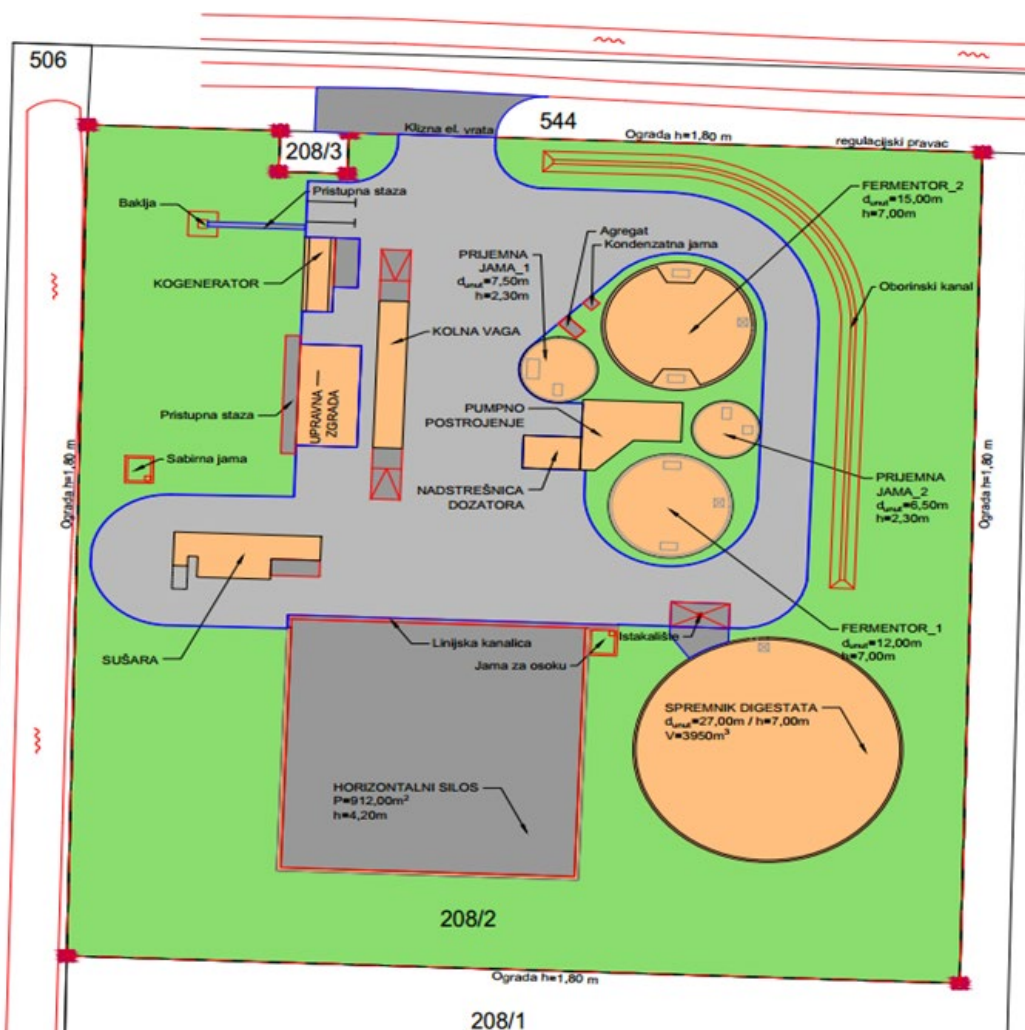 506
544
Klizna el. vrata
Ograda h=1,80 m
regulacijski pravac
208/3
Pristupna staza
Baklja
FERMENTOR_2
dunut=15,00m
h=7,00m
Agregat
Kondenzatna jama
PRIJEMNA
JAMA_1
dunut=7,50m
h=2,30m
KOGENERATOR
Oborinski kanal
KOLNA VAGA
UPRAVNA
ZGRADA
Pristupna staza
PUMPNO
POSTROJENJE
Sabirna jama
Ograda h=1,80 m
Ograda h=1,80 m
NADSTREŠNICA
DOZATORA
PRIJEMNA
JAMA_2
dunut=6,50m
h=2,30m
SUŠARA
Linijska kanalica
Istakalište
Jama za osoku
FERMENTOR_1
dunut=12,00m
h=7,00m
SPREMNIK DIGESTATA
dunut=27,00m / h=7,00m
V=3950m³
HORIZONTALNI SILOS
P=912,00m²
h=4,20m
208/2
Ograda h=1,80 m
208/1